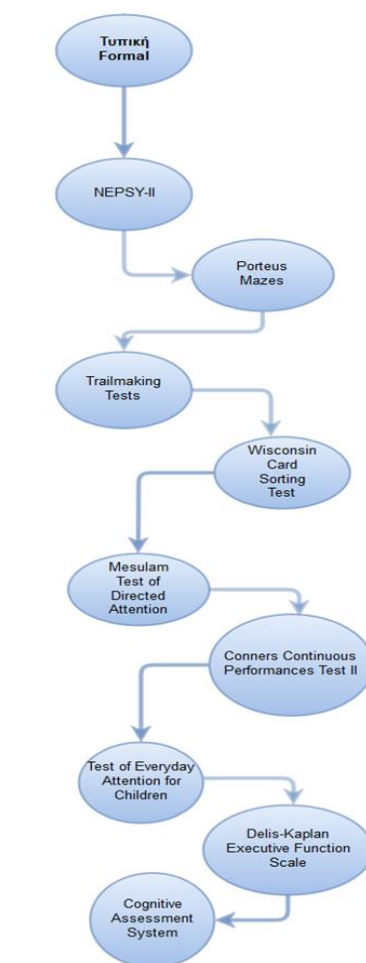 Τυπική
Formal
NEPSY-II
Porteus
Mazes
Trailmaking
Tests
Wisconsin
Card
Sorting
Test
Mesulam
Test of
Directed
Attention
Conners Continuous
Performances Test II
Test of Everyday
Attention for
Children
Delis-Kaplan
Executive Function
Scale
Cognitive
Assessment
System